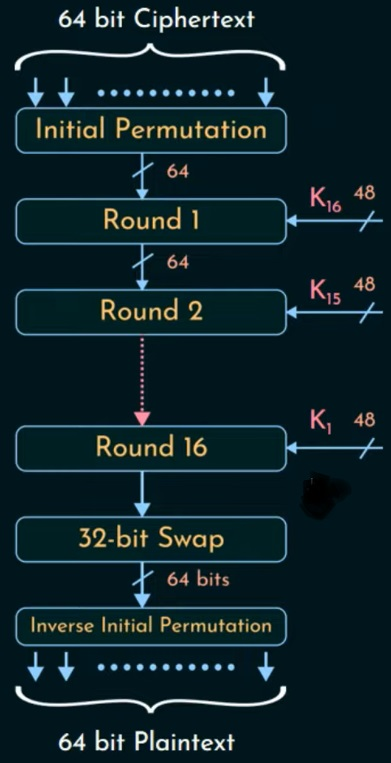 64 bit Ciphertext
Initial Permutation
64
K16 48
Round 1
64
K15 48
Round 2
K1 48
Round 16
32-bit Swap
64 bits
Inverse Initial Permutation
64 bit Plaintext